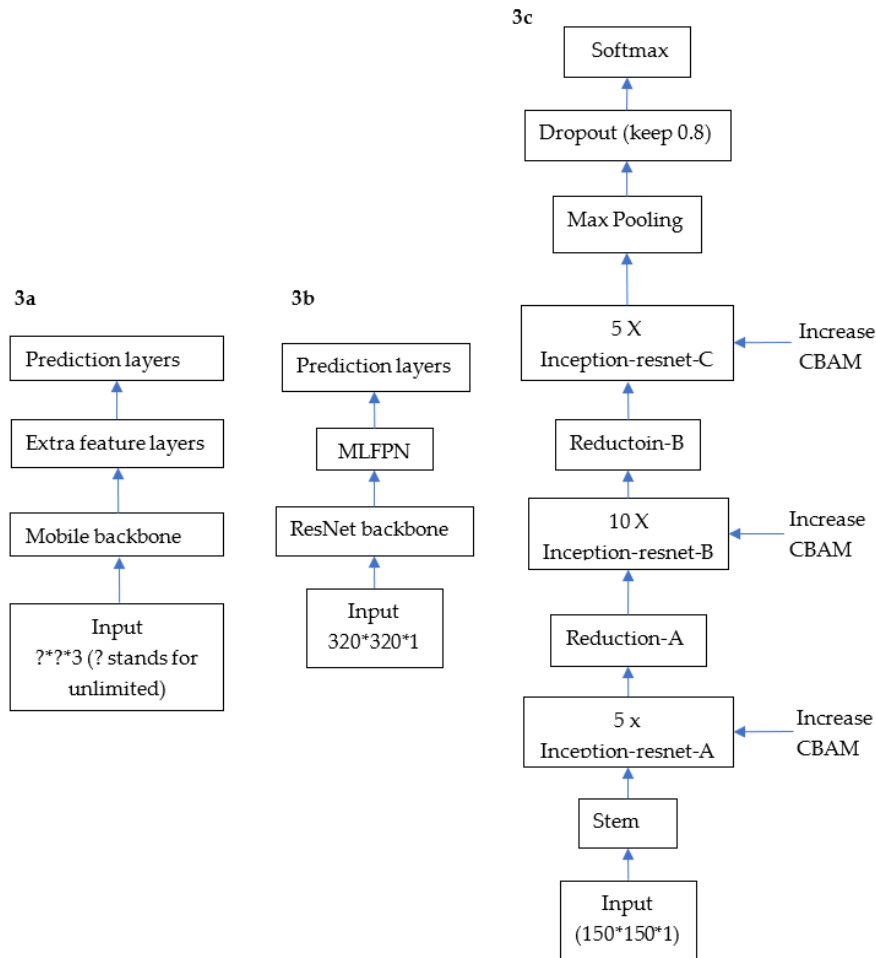 3a
Prediction layers
Extra feature layers
Mobile backbone
Input
?*?*3 (? stands for
unlimited)
3b
Prediction layers
MLFPN
ResNet backbone
Input
320*320*1
3c
Softmax
Dropout (keep 0.8)
Max Pooling
5 X
Inception-resnet-C
Increase
CBAM
Reductoin-B
10 X
Inception-resnet-B
Increase
CBAM
Reduction-A
5 x
Inception-resnet-A
Increase
CBAM
Stem
Input
(150*150*1)